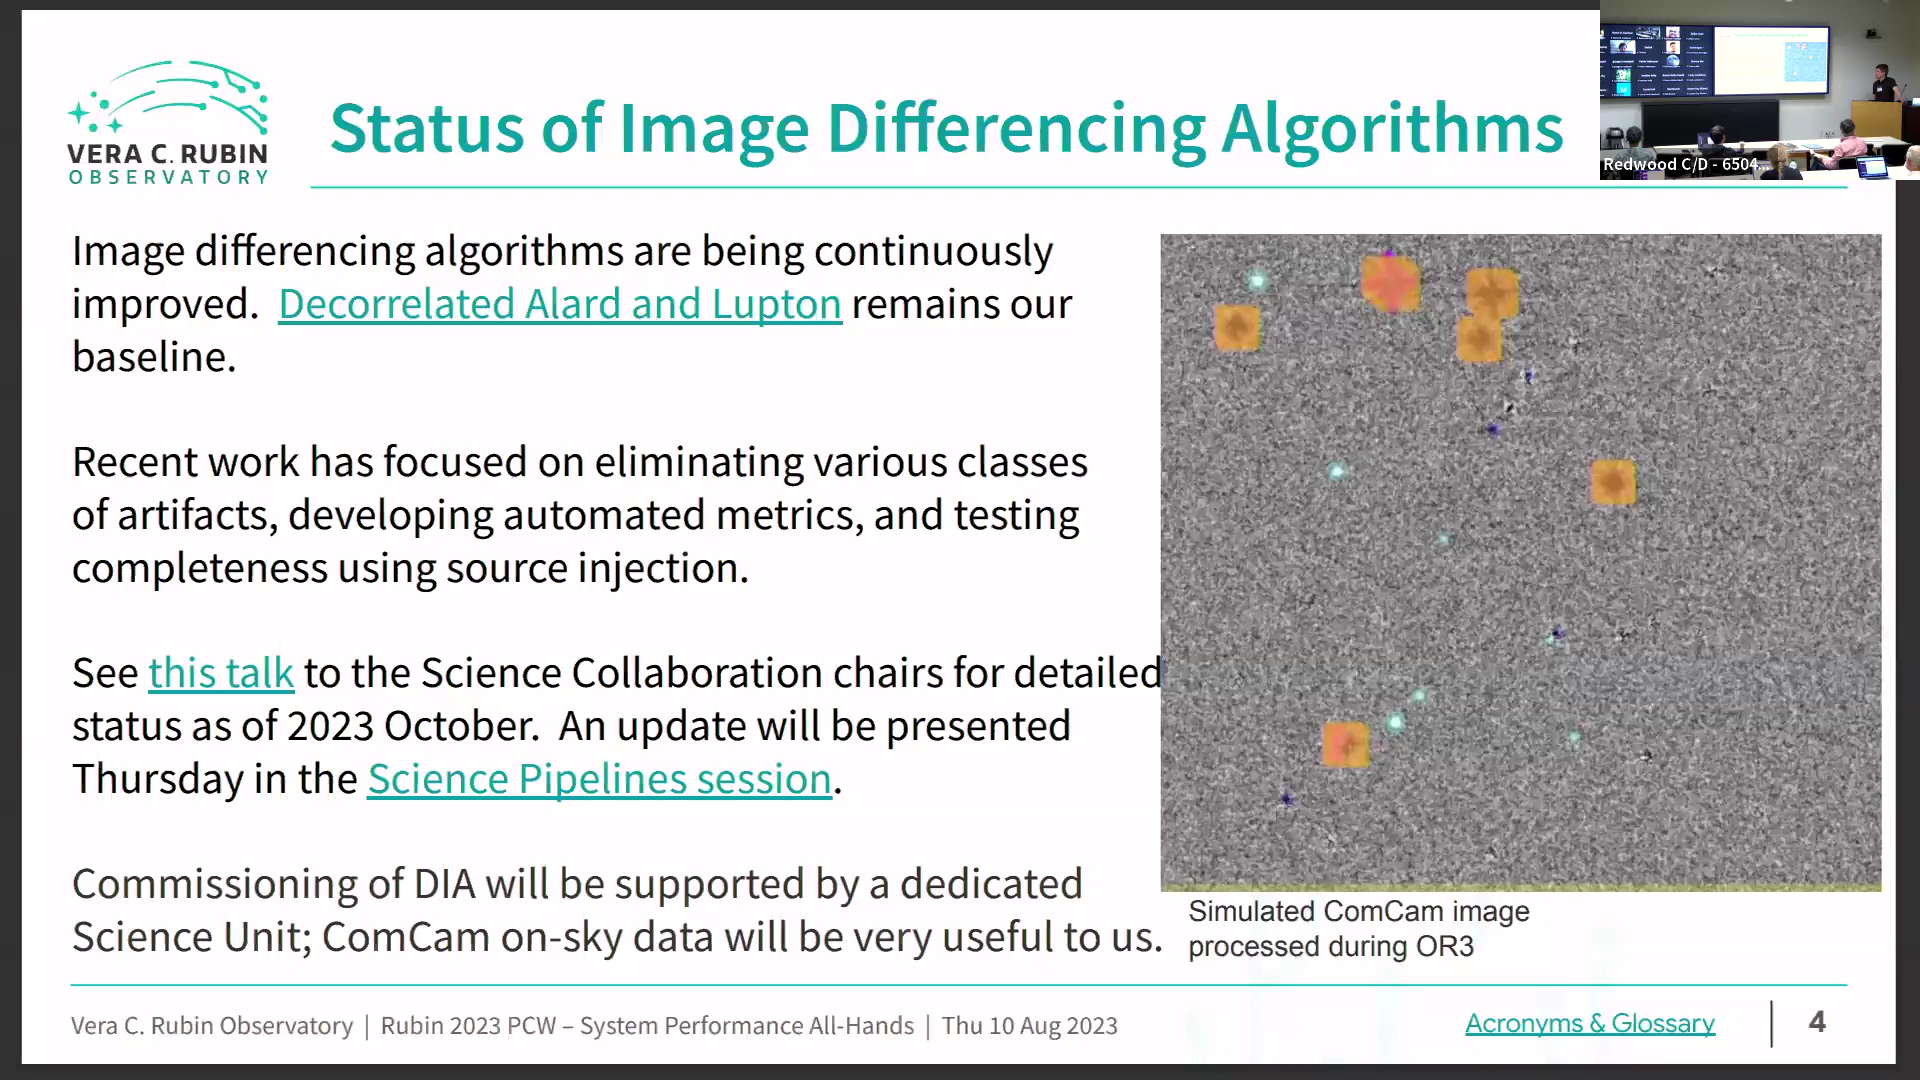 VERA C. RUBIN
OBSERVATORY
Status of Image Differencing Algorithms
Redwood C/D - 6504...
Image differencing algorithms are being continuously
improved. Decorrelated Alard and Lupton remains our
baseline.
Recent work has focused on eliminating various classes
of artifacts, developing automated metrics, and testing
completeness using source injection.
See this talk to the Science Collaboration chairs for detailed
status as of 2023 October. An update will be presented
Thursday in the Science Pipelines session.
Commissioning of DIA will be supported by a dedicated
Science Unit; ComCam on-sky data will be very useful to us.
Simulated ComCam image
processed during OR3
Vera C. Rubin Observatory | Rubin 2023 PCW – System Performance All-Hands | Thu 10 Aug 2023
Acronyms & Glossary
4